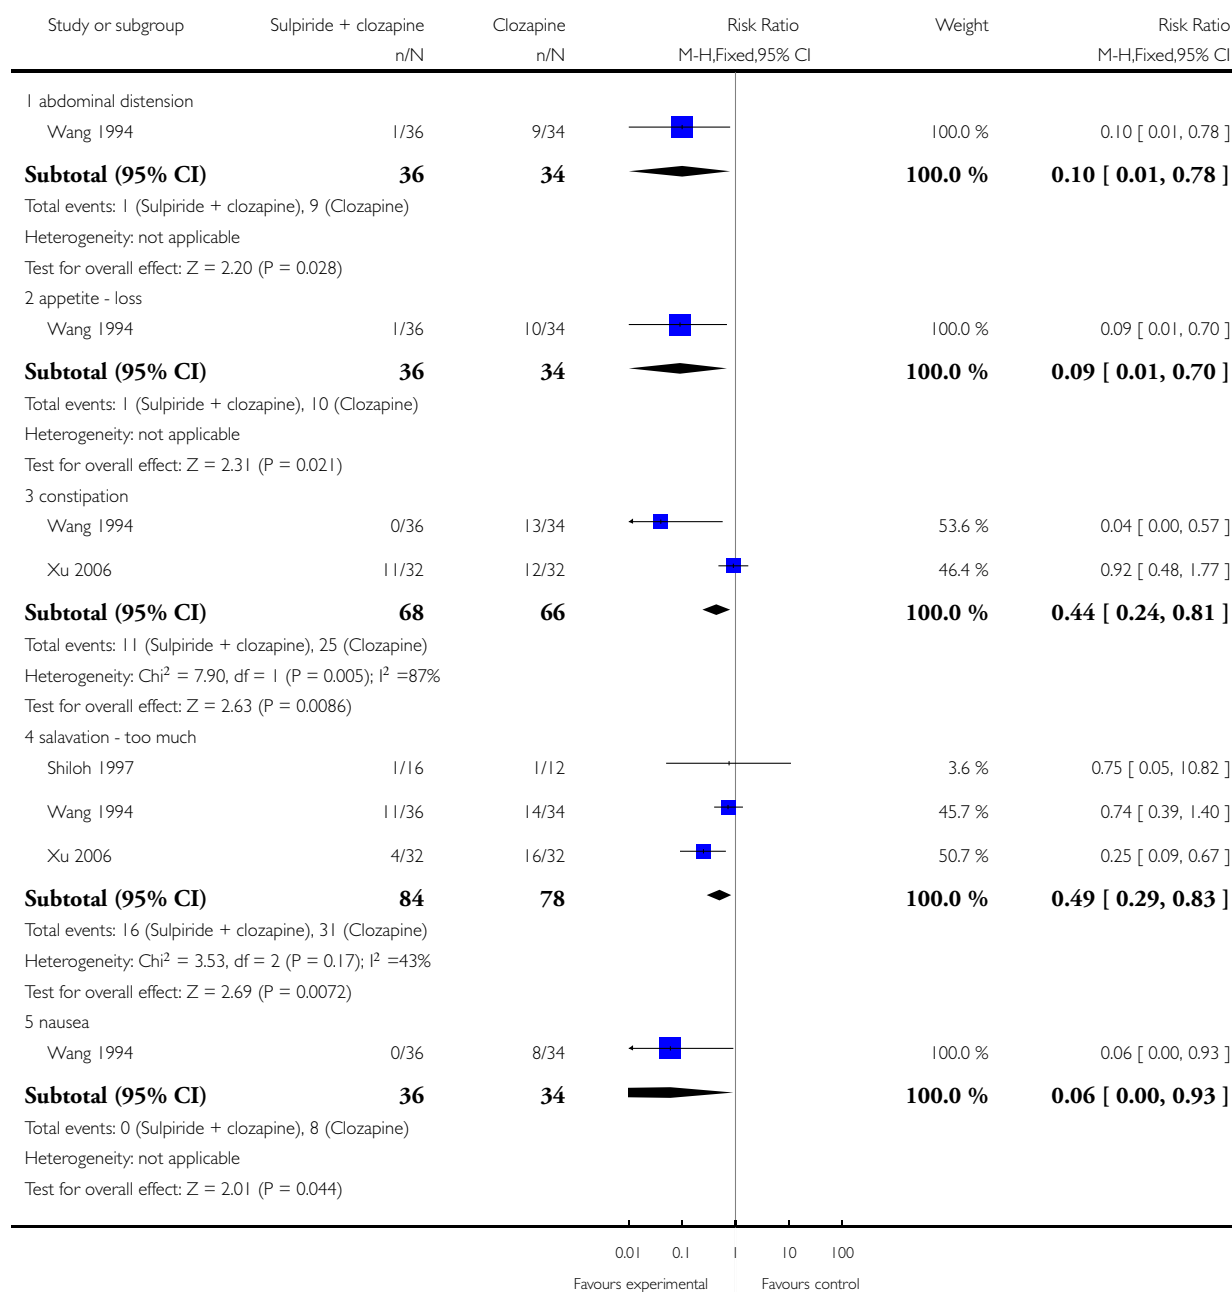 Study or subgroup Sulpiride + clozapine Clozapine Risk Ratio Weight Risk Ratio
n/N n/N M-H,Fixed,95% CI M-H,Fixed,95% CI
1 abdominal distension
Wang 1994 1/36 9/34 100.0 % 0.10 [ 0.01, 0.78 ]
Subtotal (95% CI) 36 34 100.0 % 0.10 [ 0.01, 0.78 ]
Total events: 1 (Sulpiride + clozapine), 9 (Clozapine)
Heterogeneity: not applicable
Test for overall effect: Z = 2.20 (P = 0.028)
2 appetite - loss
Wang 1994 1/36 10/34 100.0 % 0.09 [ 0.01, 0.70 ]
Subtotal (95% CI) 36 34 100.0 % 0.09 [ 0.01, 0.70 ]
Total events: 1 (Sulpiride + clozapine), 10 (Clozapine)
Heterogeneity: not applicable
Test for overall effect: Z = 2.31 (P = 0.021)
3 constipation
Wang 1994 0/36 13/34 53.6 % 0.04 [ 0.00, 0.57 ]
Xu 2006 11/32 12/32 46.4 % 0.92 [ 0.48, 1.77 ]
Subtotal (95% CI) 68 66 100.0 % 0.44 [ 0.24, 0.81 ]
Total events: 11 (Sulpiride + clozapine), 25 (Clozapine)
Heterogeneity: Chi² = 7.90, df = 1 (P = 0.005); I² =87%
Test for overall effect: Z = 2.63 (P = 0.0086)
4 salavation - too much
Shiloh 1997 1/16 1/12 3.6 % 0.75 [ 0.05, 10.82 ]
Wang 1994 11/36 14/34 45.7 % 0.74 [ 0.39, 1.40 ]
Xu 2006 4/32 16/32 50.7 % 0.25 [ 0.09, 0.67 ]
Subtotal (95% CI) 84 78 100.0 % 0.49 [ 0.29, 0.83 ]
Total events: 16 (Sulpiride + clozapine), 31 (Clozapine)
Heterogeneity: Chi² = 3.53, df = 2 (P = 0.17); I² =43%
Test for overall effect: Z = 2.69 (P = 0.0072)
5 nausea
Wang 1994 0/36 8/34 100.0 % 0.06 [ 0.00, 0.93 ]
Subtotal (95% CI) 36 34 100.0 % 0.06 [ 0.00, 0.93 ]
Total events: 0 (Sulpiride + clozapine), 8 (Clozapine)
Heterogeneity: not applicable
Test for overall effect: Z = 2.01 (P = 0.044)
0.01 0.1 1 10 100
Favours experimental Favours control